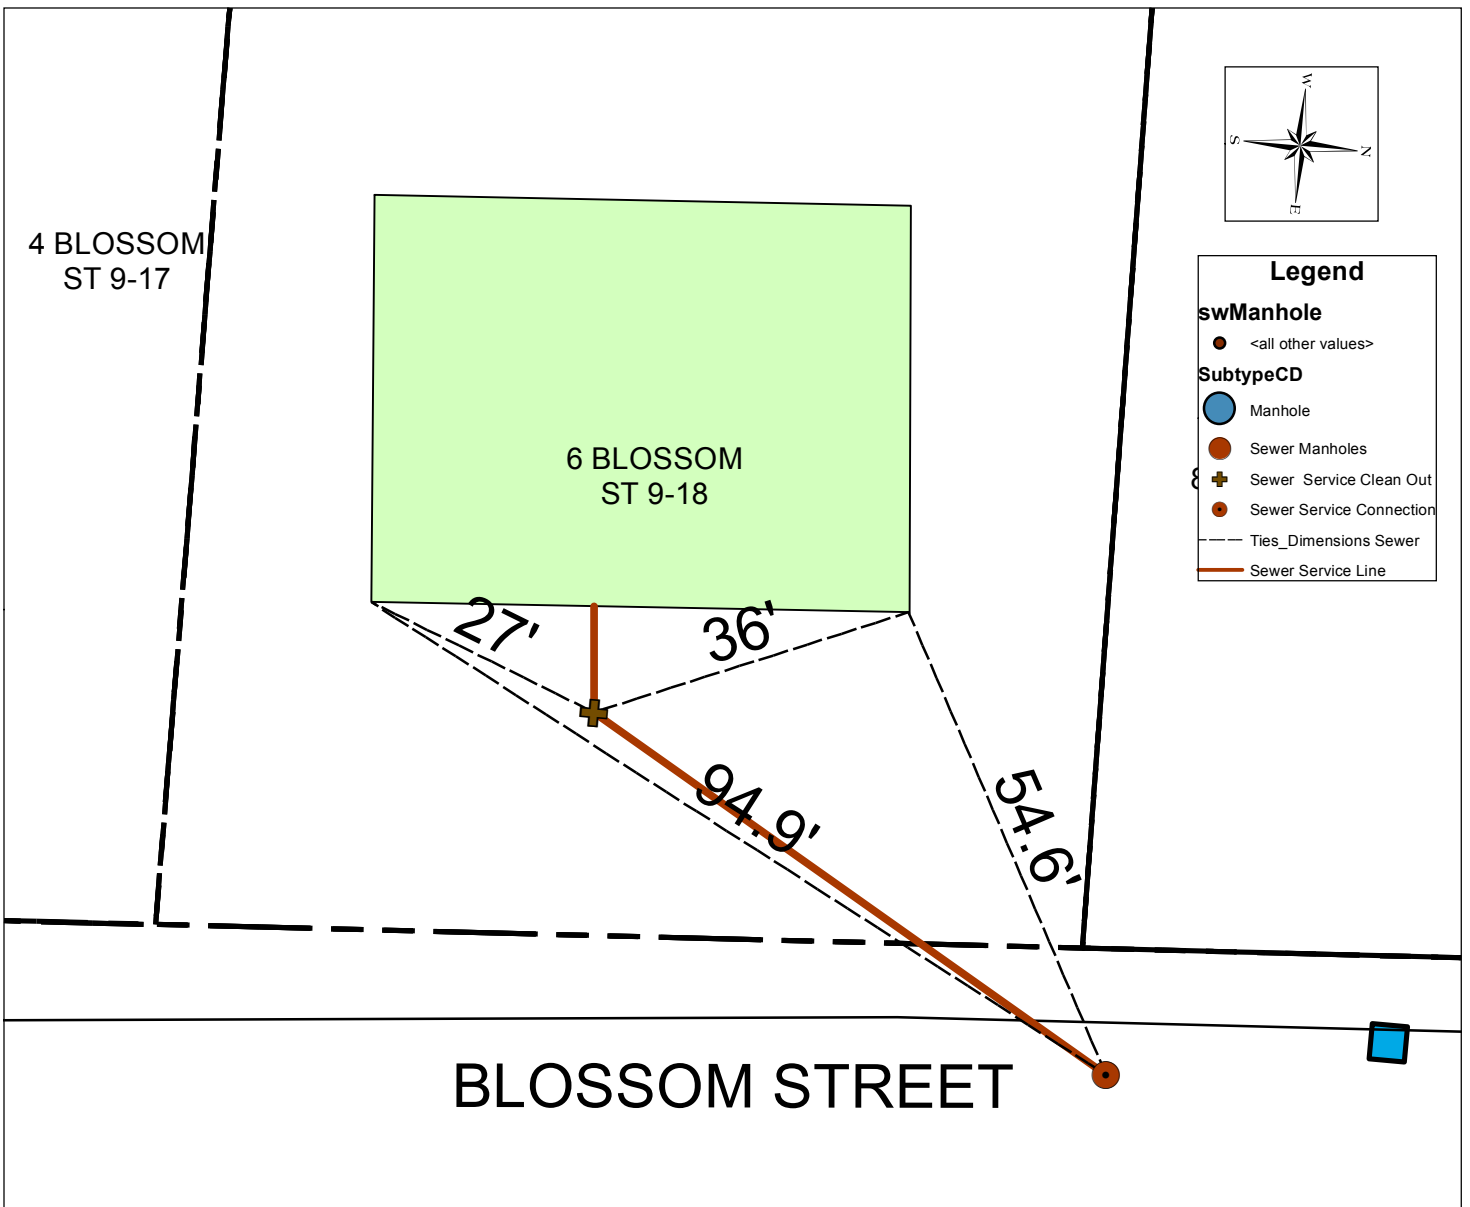 W
S
N
E
4 BLOSSOM
ST 9-17
Legend
swManhole
<all other values>
SubtypeCD
Manhole
Sewer Manholes
Sewer Service Clean Out
Sewer Service Connection
Ties_Dimensions Sewer
Sewer Service Line
6 BLOSSOM
ST 9-18
27'
36'
94.9'
54.6'
BLOSSOM STREET